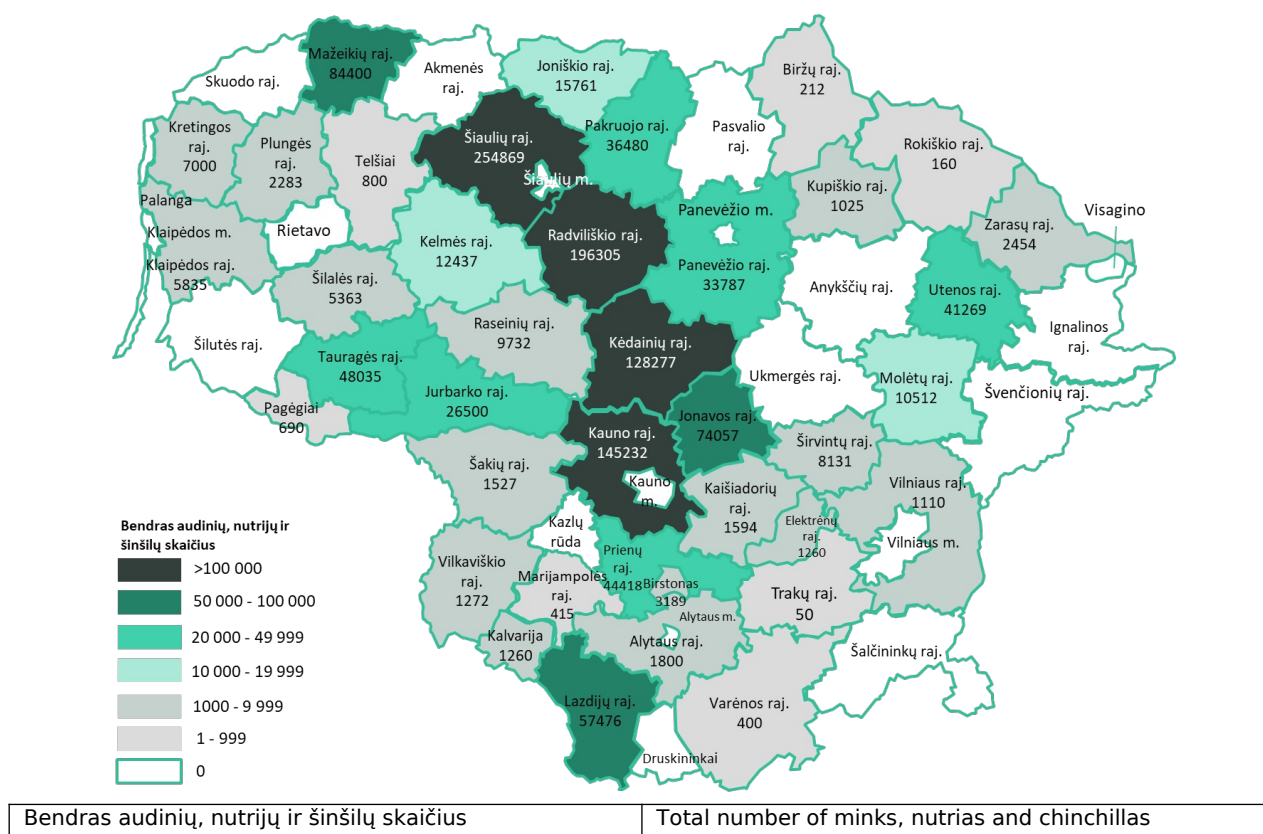 Mažeikių raj.
84400
Skuodo raj.
Akmenės
raj.
Joniškio raj.
15761
Biržų raj.
212
Kretingos
raj.
7000
Plungės
raj.
2283
Telšiai
800
Šiaulių raj.
254869
Šiaulių m.
Pakruojo raj.
36480
Pasvalio
raj.
Rokiškio raj.
160
Kupiškio raj.
1025
Palanga
Klaipėdos m.
Klaipėdos raj.
5835
Rietavo
Kelmės raj.
12437
Radviliškio raj.
196305
Panevėžio m.
Panevėžio raj.
33787
Visagino
Zarasų raj.
2454
Šilalės raj.
5363
Anykščių raj.
Utenos raj.
41269
Ignalinos
raj.
Šilutės raj.
Raseinių raj.
9732
Kėdainių raj.
128277
Tauragės raj.
48035
Jurbarko raj.
26500
Ukmergės raj.
Molėtų raj.
10512
Švenčionių raj.
Pagėgiai
690
Jonavos raj.
74057
Kauno raj.
145232
Kauno
m.
Širvintų raj.
8131
Šakių raj.
1527
Kaišiadorių
raj.
1594
Vilniaus raj.
1110
Elektrėnų
raj.
1260
Vilniaus m.
Kazlų
rūda
Prienų
raj.
44418
Birstonas
3189
Vilkaviškio
raj.
1272
Marijampolės
raj.
415
Trakų raj.
50
Alytaus m.
Alytaus raj.
1800
Kalvarija
1260
Šalčininkų raj.
Lazdijų raj.
57476
Varėnos raj.
400
Druskininkai
Bendras audinių, nutrijų ir
šinšilų skaičius
>100 000
50 000 - 100 000
20 000 - 49 999
10 000 - 19 999
1000 - 9 999
1 - 999
0
Bendras audinių, nutrijų ir šinšilų skaičius
Total number of minks, nutrias and chinchillas